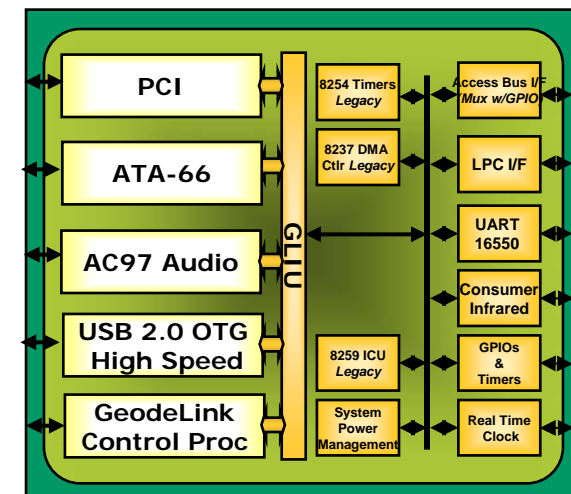 PCI
ATA-66
AC97 Audio
USB 2.0 OTG
High Speed
GeodeLink
Control Proc
GLIU
8254 Timers
Legacy
8237 DMA
Ctlr Legacy
8259 ICU
Legacy
System
Power
Management
Access Bus I/F
(Mux w/GPIO)
LPC I/F
UART
16550
Consumer
Infrared
GPIOs
&
Timers
Real Time
Clock